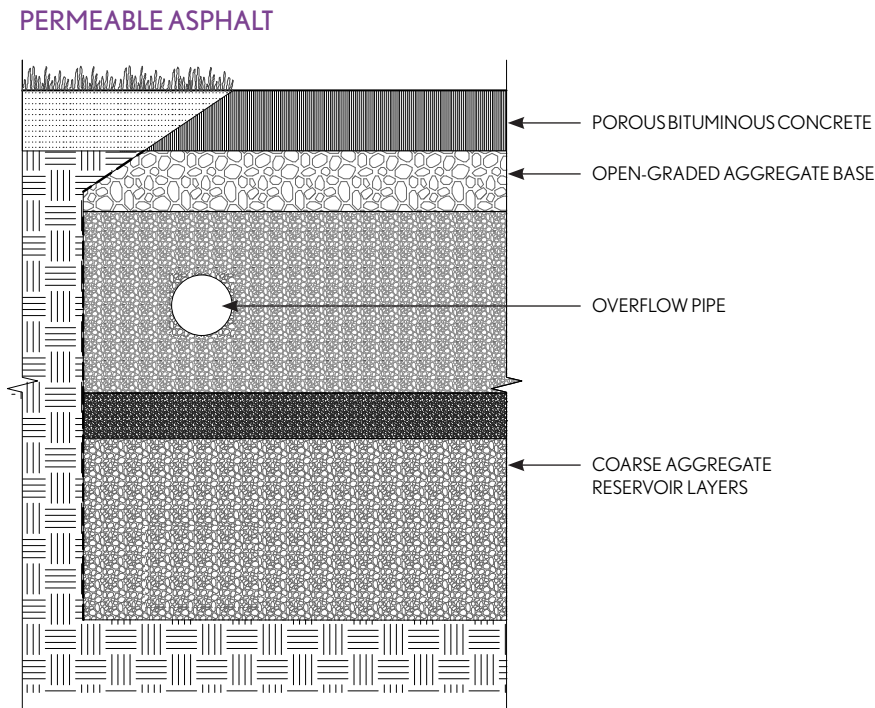 PERMEABLE ASPHALT
POROUS BITUMINOUS CONCRETE
OPEN-GRADED AGGREGATE BASE
OVERFLOW PIPE
COARSE AGGREGATE
RESERVOIR LAYERS